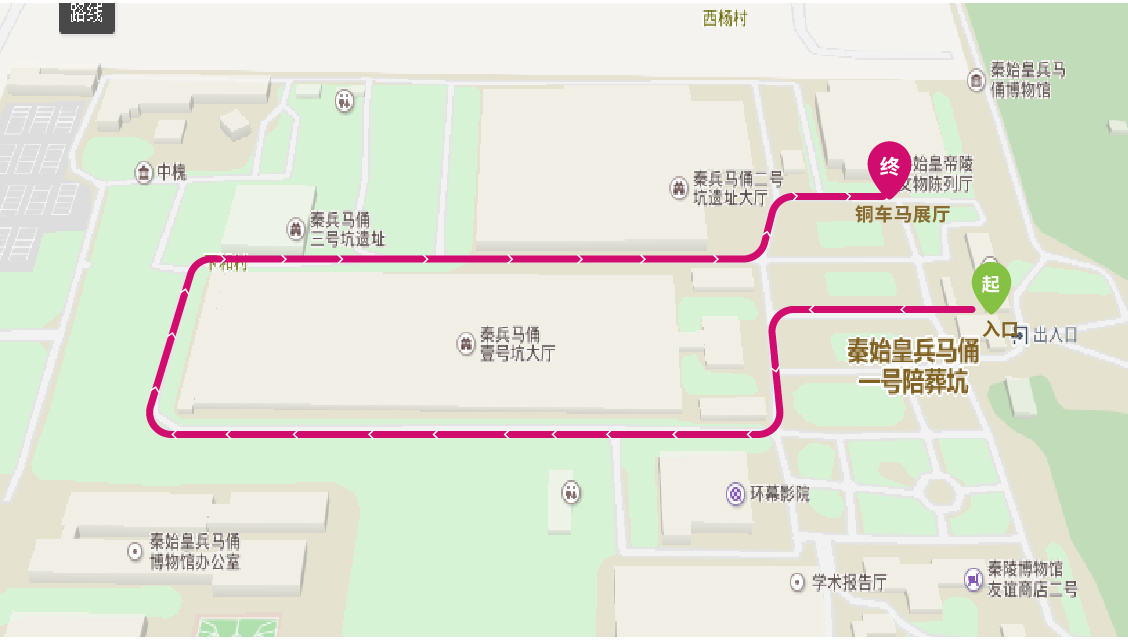 路线
西杨村
秦始皇兵马
俑博物馆
中槐
秦兵马俑二号
坑遗址大厅
终
始皇帝陵
文物陈列厅
铜车马展厅
秦兵马俑
三号坑遗址
下和村
起
入口
出入口
秦兵马俑
壹号坑大厅
秦始皇兵马俑
一号陪葬坑
环幕影院
秦始皇兵马俑
博物馆办公室
学术报告厅
秦陵博物馆
友谊商店二号